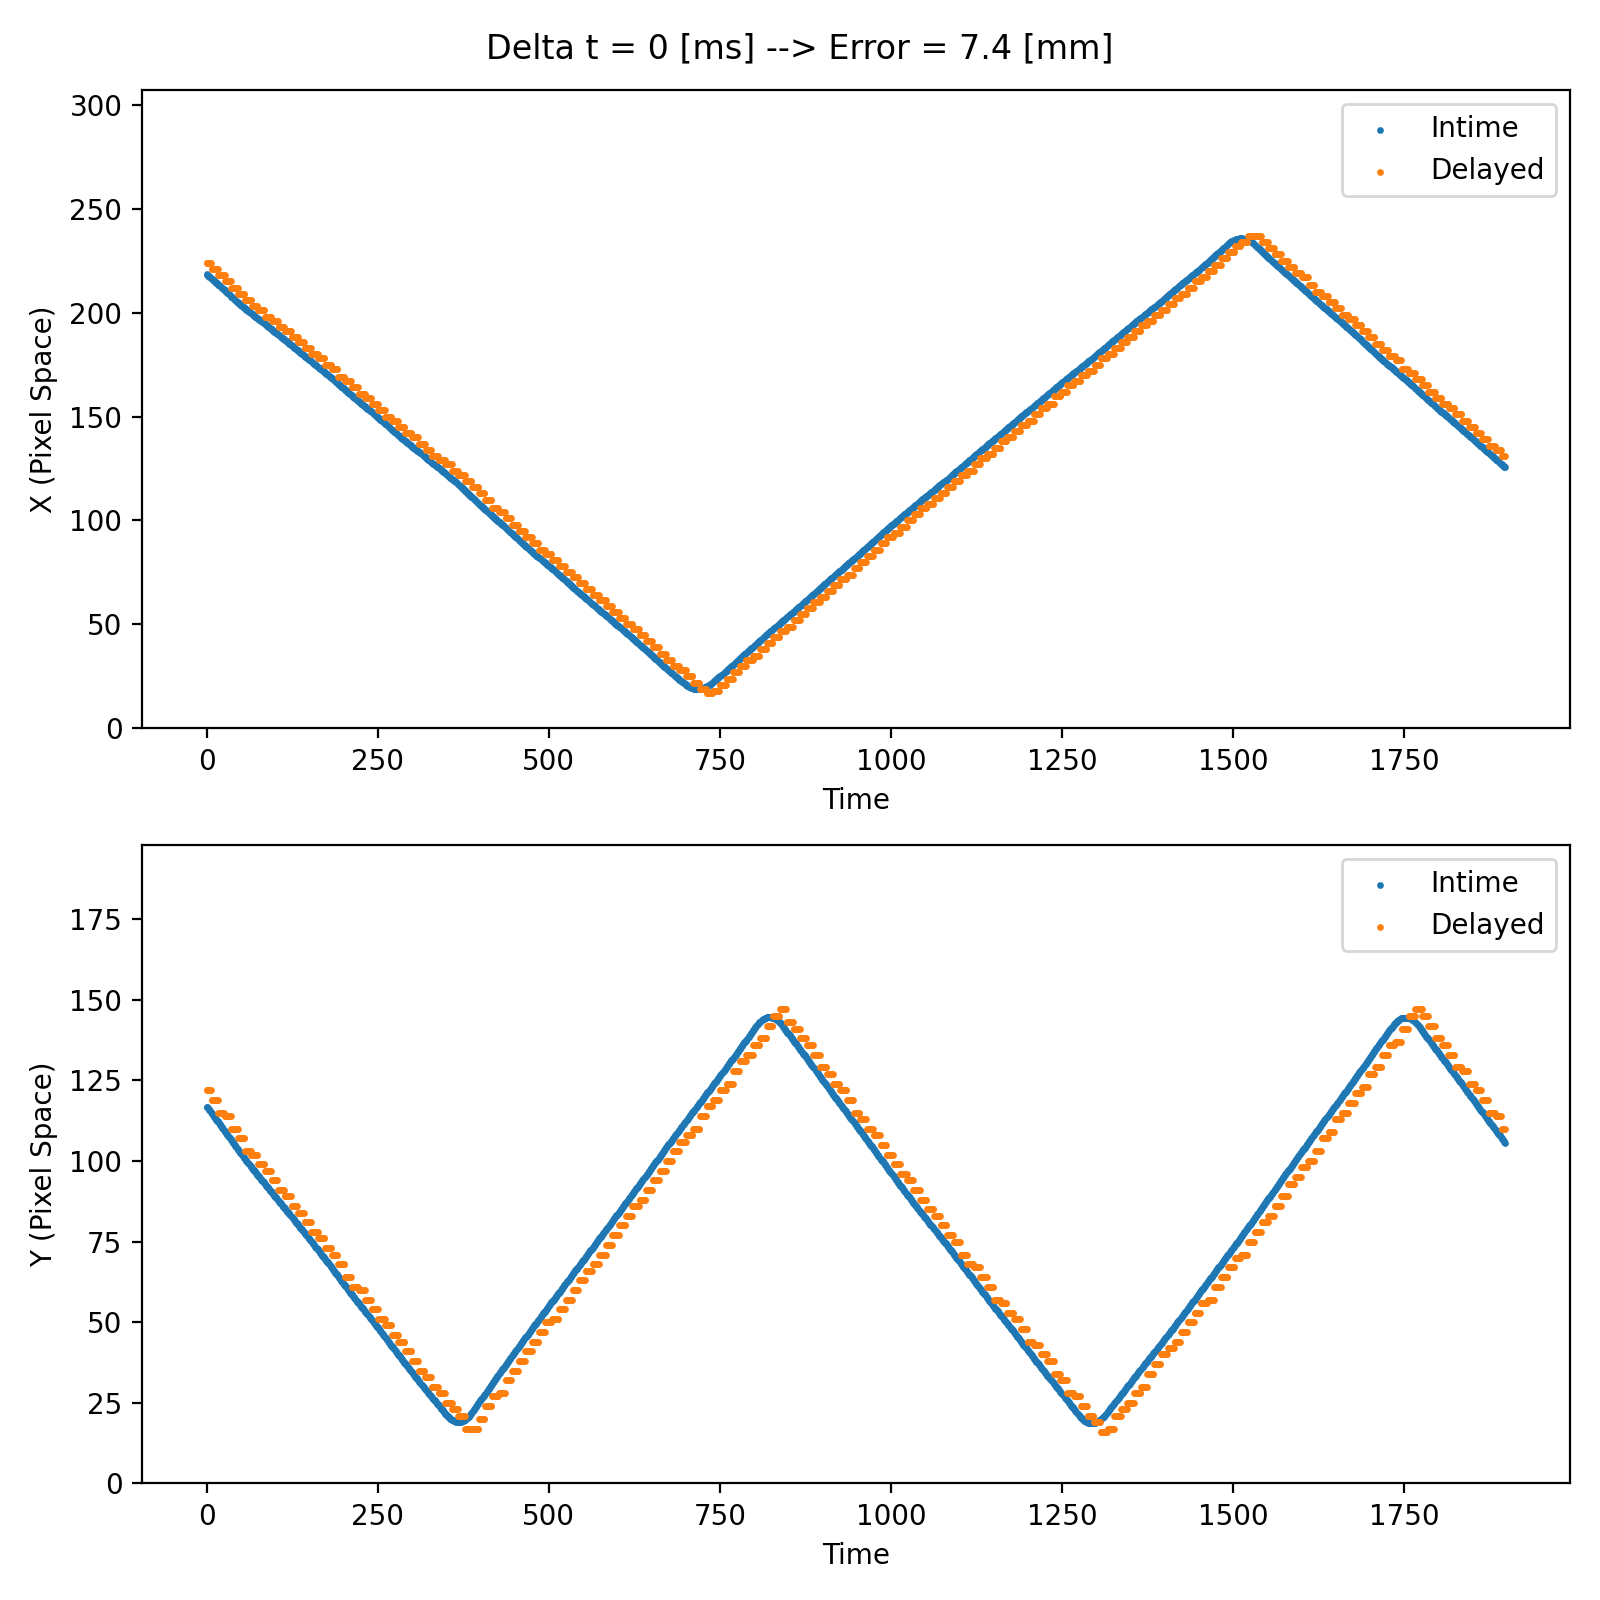 Delta t = 0 [ms] --> Error = 7.4 [mm]
300
250
200
150
100
50
0
X (Pixel Space)
Intime
Delayed
0 250 500 750 1000 1250 1500 1750
Time
175
150
125
100
75
50
25
0
Y (Pixel Space)
Intime
Delayed
0 250 500 750 1000 1250 1500 1750
Time